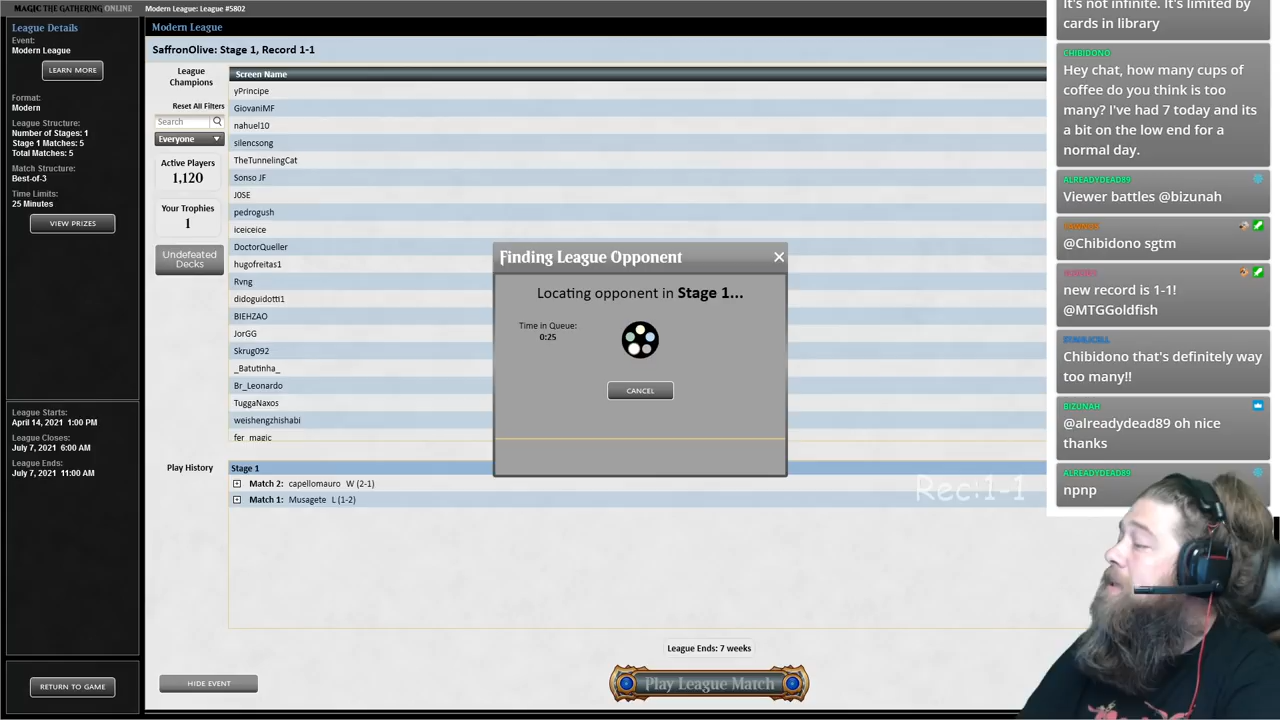 MAGIC THE GATHERING ONLINE
Modern League: League #5802
League Details
Event:
Modern League
LEARN MORE
Format:
Modern
League Structure:
Number of Stages: 1
Stage 1 Matches: 5
Total Matches: 5
Match Structure:
Best-of-3
Time Limits:
25 Minutes
VIEW PRIZES
League Starts:
April 14, 2021 1:00 PM
League Closes:
July 7, 2021 6:00 AM
League Ends:
July 7, 2021 11:00 AM
RETURN TO GAME
Modern League
SaffronOlive: Stage 1, Record 1-1
League
Champions
Reset All Filters
Search
Everyone
Active Players
1,120
Your Trophies
1
Undefeated
Decks
Screen Name
yPrincipe
GiovaniMF
nahuel10
silencsong
TheTunnelingCat
Sonso JF
J0SE
pedrogush
iceiceice
DoctorQueller
hugofreitas1
Rvng
didoguidotti1
BIEHZAO
JorGG
Skrug092
_Batutinha_
Br_Leonardo
TuggaNaxos
weishengzhishabi
fer_magic
Finding League Opponent
Locating opponent in Stage 1...
Time in Queue:
0:25
CANCEL
Play History
Stage 1
Match 2: capellomauro W (2-1)
Match 1: Musagete L (1-2)
Rec:1-1
League Ends: 7 weeks
HIDE EVENT
Play League Match
It's not infinite. It's limited by
cards in library
CHIBIDONO
Hey chat, how many cups of
coffee do you think is too
many? I've had 7 today and its
a bit on the low end for a
normal day.
ALREADYDEAD89
Viewer battles @bizunah
@Chibidono sgtm
new record is 1-1!
@MTGGoldfish
Chibidono that's definitely way
too many!!
BIZUNAH
@alreadydead89 oh nice
thanks
ALREADYDEAD89
npnp